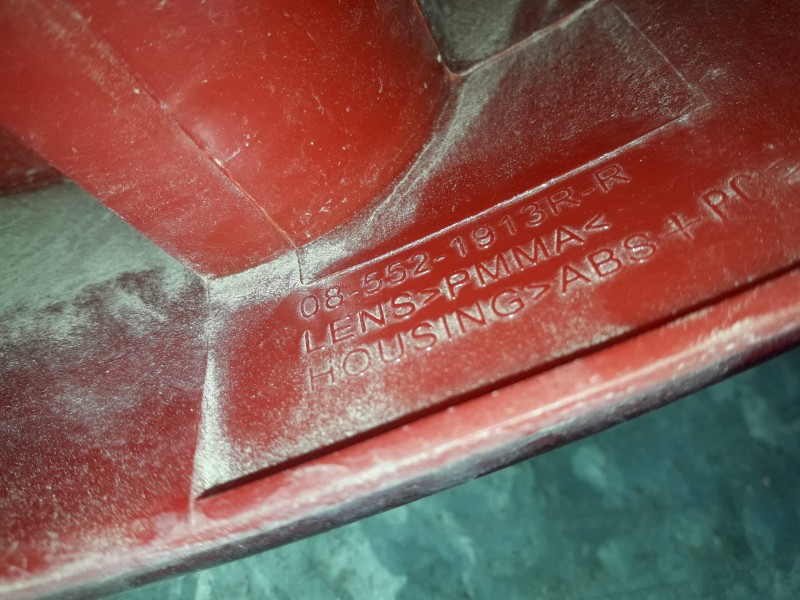 08-552-1913R-R
LENS>PMMA<
HOUSING>ABS+PC<